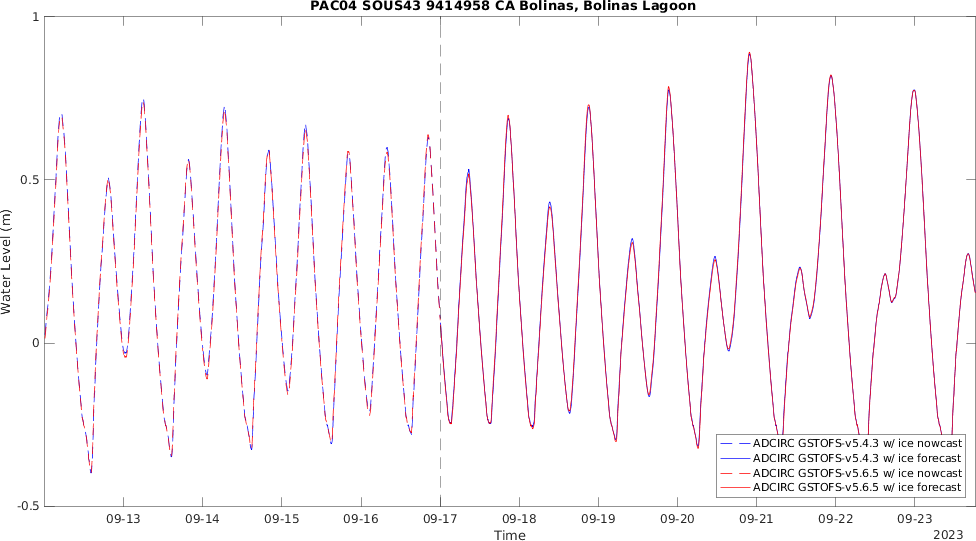 PAC04 SOUS43 9414958 CA Bolinas, Bolinas Lagoon
1
0.5
0
-0.5
Water Level (m)
ADCIRC GSTOFS-v5.4.3 w/ ice nowcast
ADCIRC GSTOFS-v5.4.3 w/ ice forecast
ADCIRC GSTOFS-v5.6.5 w/ ice nowcast
ADCIRC GSTOFS-v5.6.5 w/ ice forecast
09-13 09-14 09-15 09-16 09-17 09-18 09-19 09-20 09-21 09-22 09-23
Time
2023